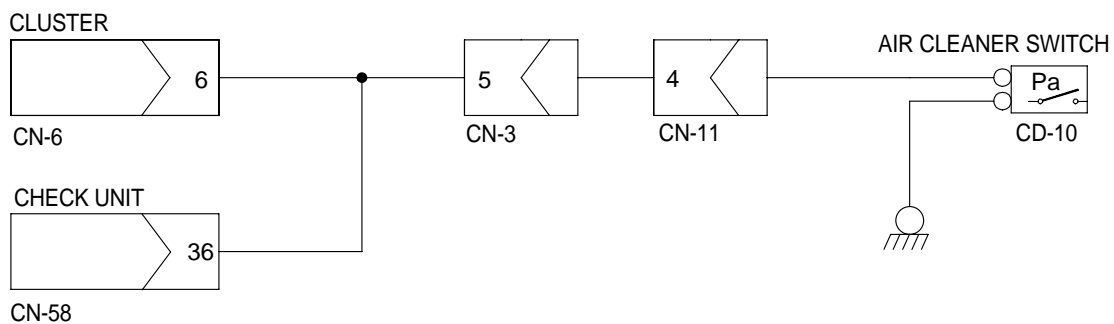 CLUSTER
6
CN-6
5
CN-3
4
CN-11
AIR CLEANER SWITCH
Pa
CD-10
CHECK UNIT
36
CN-58